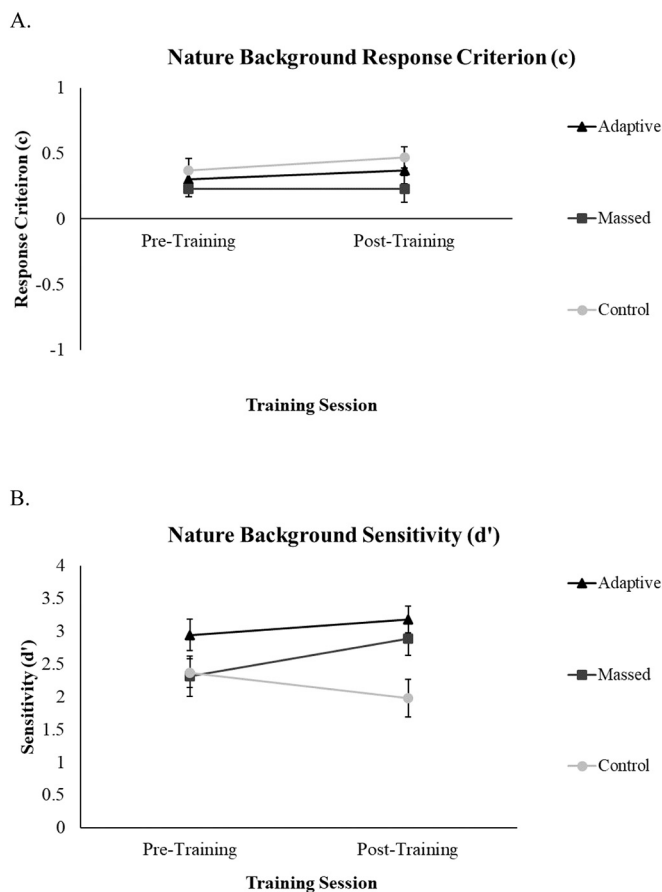 A.
Nature Background Response Criterion (c)
1
0.5
0
-0.5
-1
Response Criteiron (c)
Pre-Training
Post-Training
Training Session
Adaptive
Massed
Control
B.
Nature Background Sensitivity (d')
4
3.5
3
2.5
2
1.5
1
0.5
0
Sensitivity (d')
Pre-Training
Post-Training
Training Session
Adaptive
Massed
Control